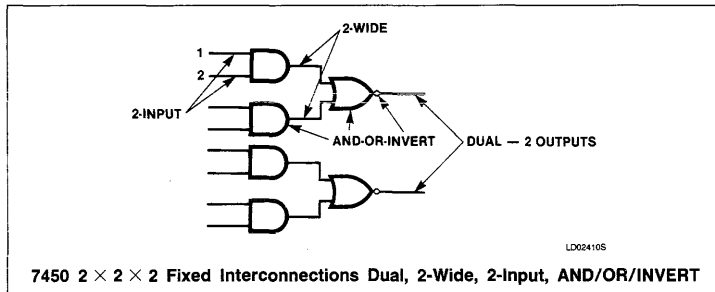 2-WIDE
1
2
2-INPUT
AND-OR-INVERT
DUAL — 2 OUTPUTS
LD02410S
7450 2 × 2 × 2 Fixed Interconnections Dual, 2-Wide, 2-Input, AND/OR/INVERT